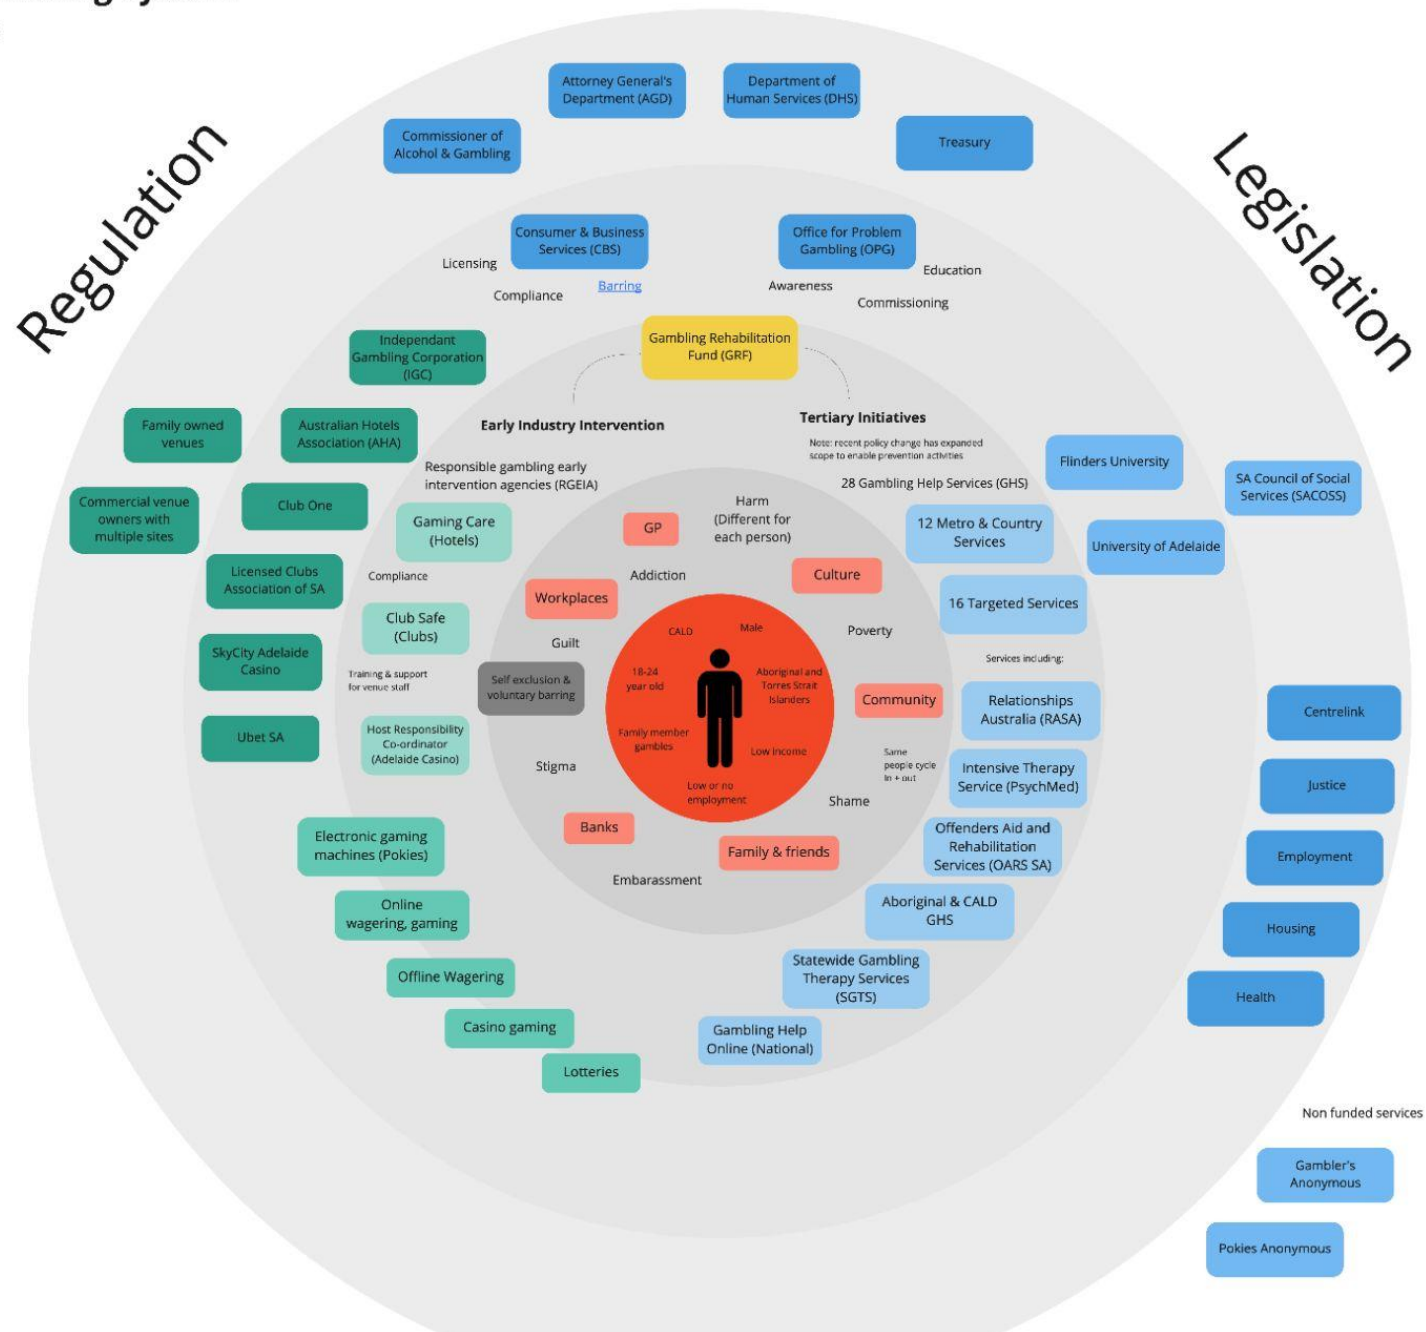 Regulation
Legislation
Attorney General's
Department (AGD)
Department of
Human Services (DHS)
Commissioner of
Alcohol & Gambling
Treasury
Consumer & Business
Services (CBS)
Office for Problem
Gambling (OPG)
Licensing
Compliance
Barring
Awareness
Education
Commissioning
Independant
Gambling Corporation
(IGC)
Gambling Rehabilitation
Fund (GRF)
Family owned
venues
Australian Hotels
Association (AHA)
Early Industry Intervention
Tertiary Initiatives
Note: recent policy change has expanded
scope to enable prevention activities
Responsible gambling early
intervention agencies (RGEIA)
28 Gambling Help Services (GHS)
Flinders University
SA Council of Social
Services (SACOSS)
Commercial venue
owners with
multiple sites
Club One
Gaming Care
(Hotels)
GP
Harm
(Different for
each person)
12 Metro & Country
Services
University of Adelaide
Licensed Clubs
Association of SA
Compliance
Workplaces
Addiction
Culture
16 Targeted Services
Club Safe
(Clubs)
Guilt
CALD
Male
Poverty
SkyCity Adelaide
Casino
Training & support
for venue staff
Self exclusion &
voluntary barring
18-24
year old
Aboriginal and
Torres Strait
Islanders
Community
Services including:
Relationships
Australia (RASA)
Centrelink
Ubet SA
Host Responsibility
Co-ordinator
(Adelaide Casino)
Family member
gambles
Low Income
Stigma
Low or no
employment
Same
people cycle
in + out
Shame
Intensive Therapy
Service (PsychMed)
Justice
Electronic gaming
machines (Pokies)
Banks
Family & friends
Embarassment
Offenders Aid and
Rehabilitation
Services (OARS SA)
Employment
Online
wagering, gaming
Aboriginal & CALD
GHS
Housing
Offline Wagering
Statewide Gambling
Therapy Services
(SGTS)
Health
Casino gaming
Gambling Help
Online (National)
Lotteries
Non funded services
Gambler's
Anonymous
Pokies Anonymous